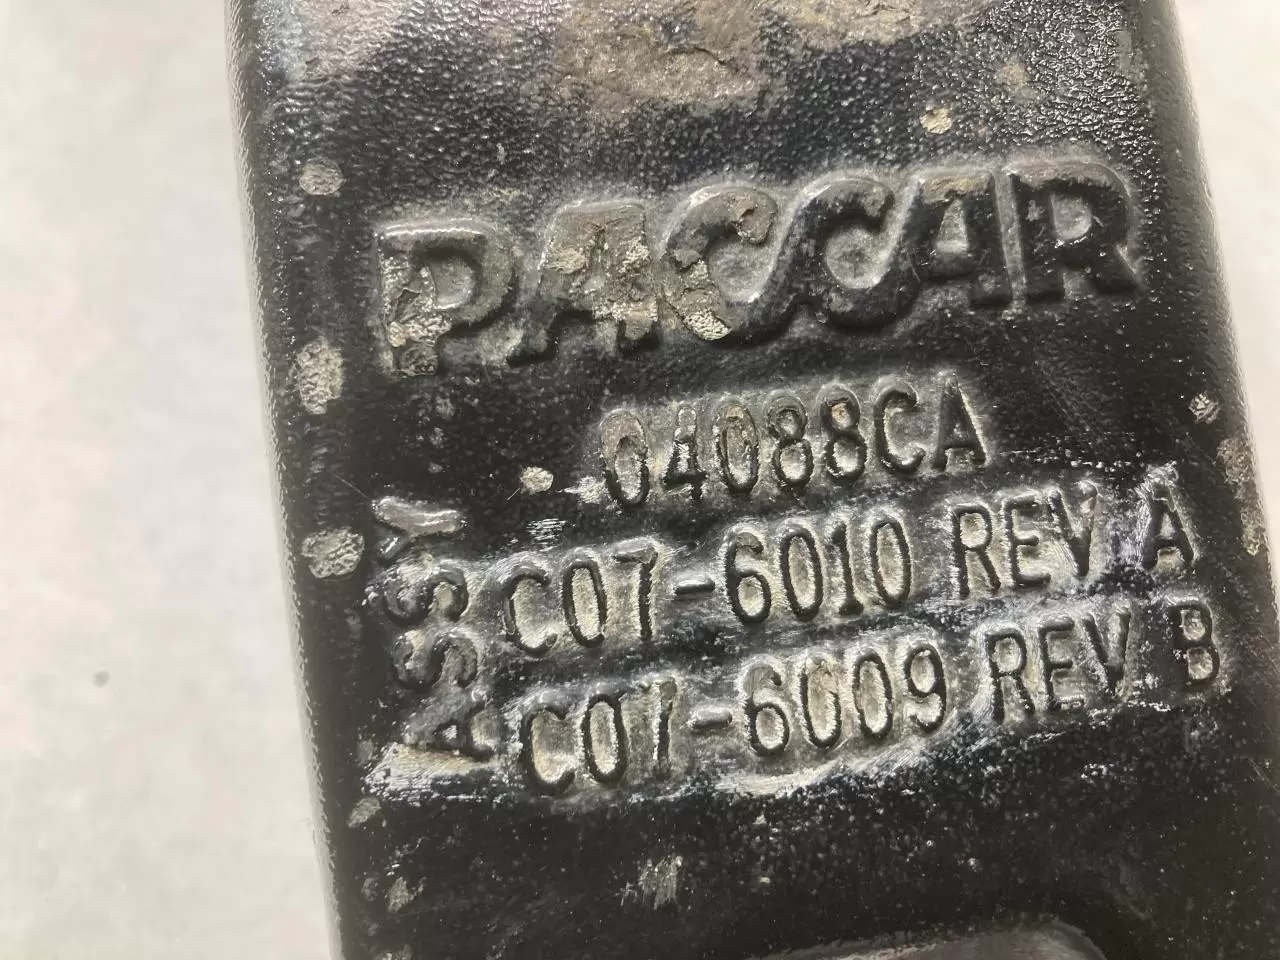 PACCAR
04088CA
ASSY
C07-6010 REV A
C07-6009 REV B